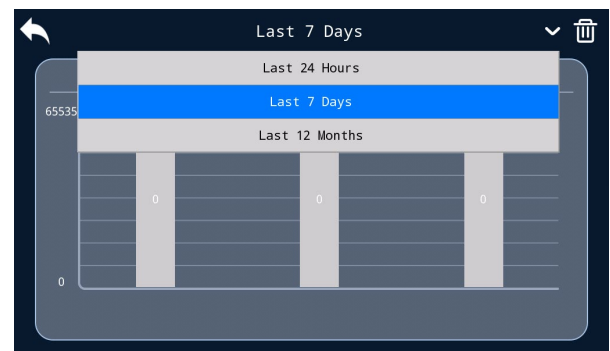 Last 7 Days
Last 24 Hours
Last 7 Days
65535
Last 12 Months
0 0 0
0